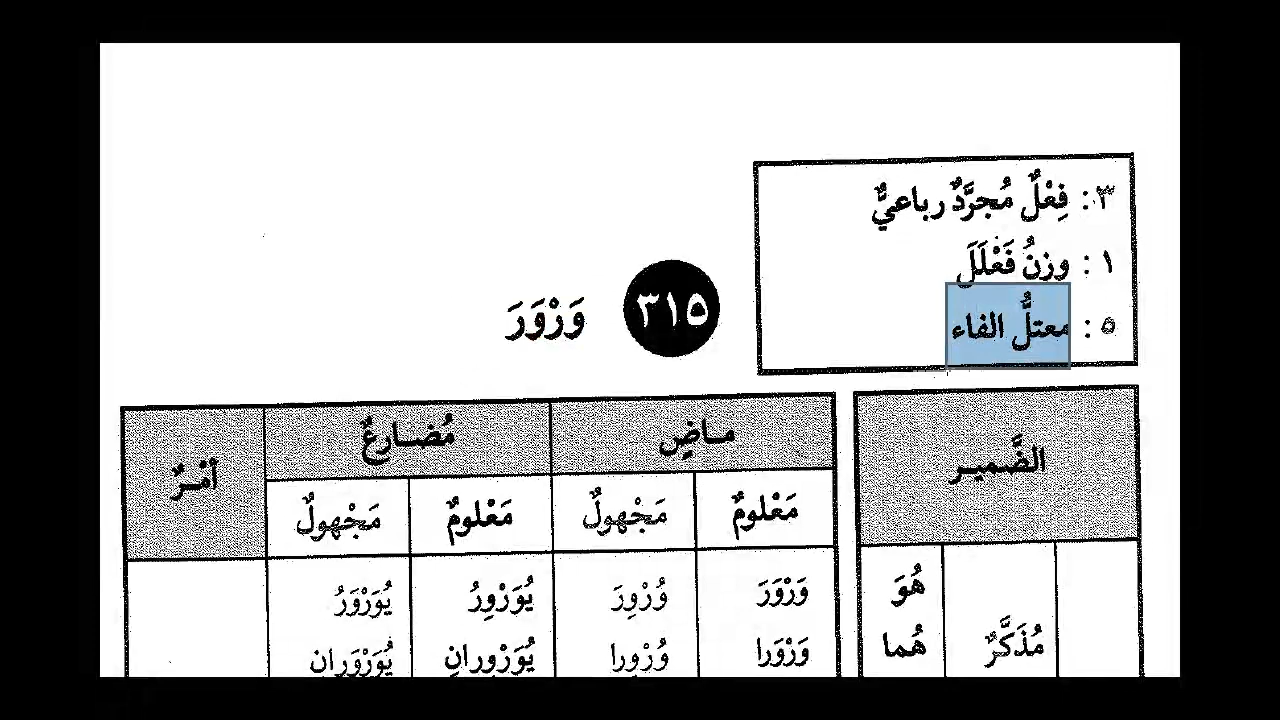 ٣: فِعْلٌ مُجرَّدٌ رباعيٌّ
١: وزنُ فَعْلَلَ
٥: معتلُّ الفاء
٣١٥ وَرْوَرَ
الضَّمير ماضٍ مُضارعٌ أمْرٌ
مَعْلومٌ مَجْهولٌ مَعْلومٌ مَجْهولٌ
هُوَ وَرْوَرَ وُرْوِرَ يُوَرْوِرُ يُوَرْوَرُ
مُذَكَّرٌ هُما وَرْوَرا وُرْوِرا يُوَرْوِرانِ يُوَرْوَرانِ